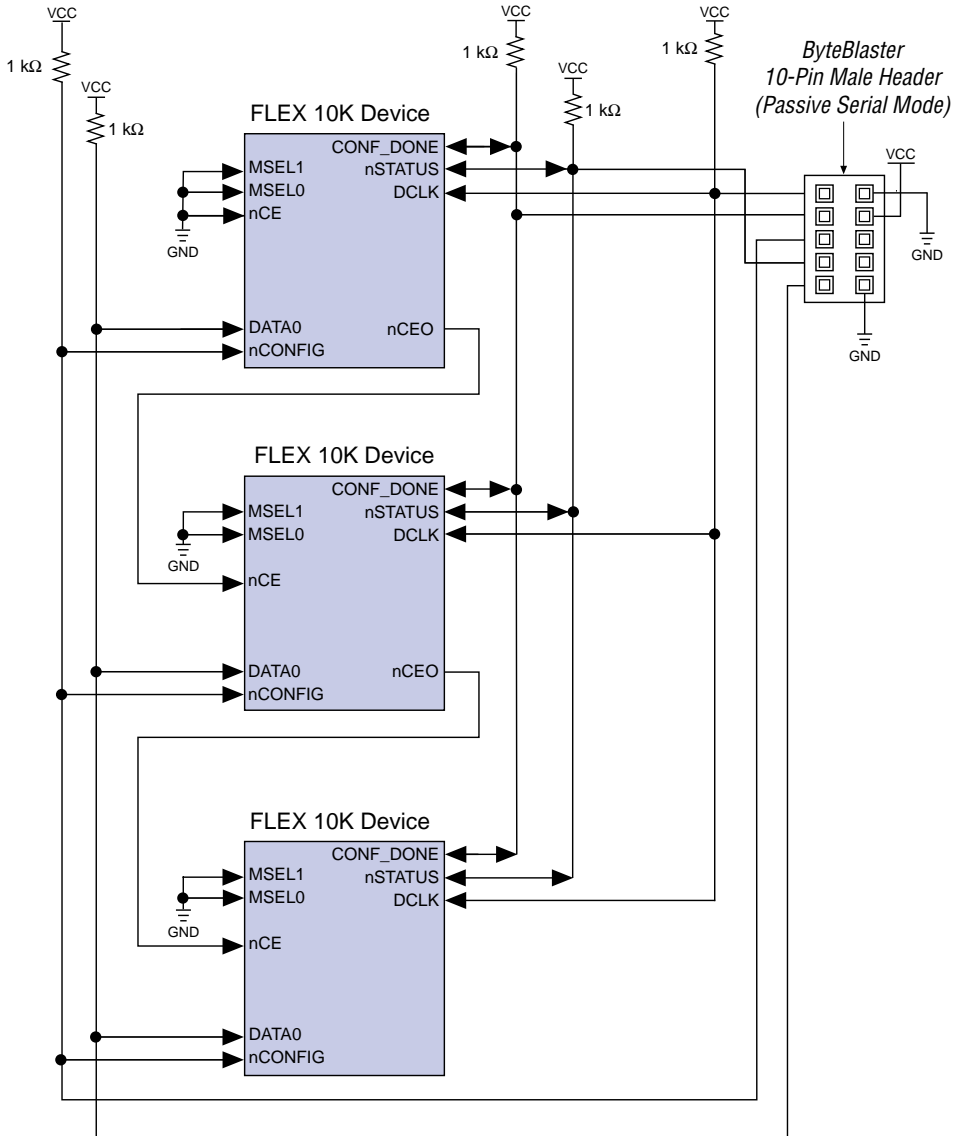 VCC
VCC
VCC
1 kΩ
1 kΩ
1 kΩ
VCC
VCC
1 kΩ
1 kΩ
ByteBlaster
10-Pin Male Header
(Passive Serial Mode)
VCC
GND
GND
FLEX 10K Device
CONF_DONE
MSEL1
nSTATUS
MSEL0
DCLK
nCE
GND
DATA0
nCEO
nCONFIG
FLEX 10K Device
CONF_DONE
MSEL1
nSTATUS
MSEL0
DCLK
GND
nCE
DATA0
nCEO
nCONFIG
FLEX 10K Device
CONF_DONE
MSEL1
nSTATUS
MSEL0
DCLK
GND
nCE
DATA0
nCONFIG